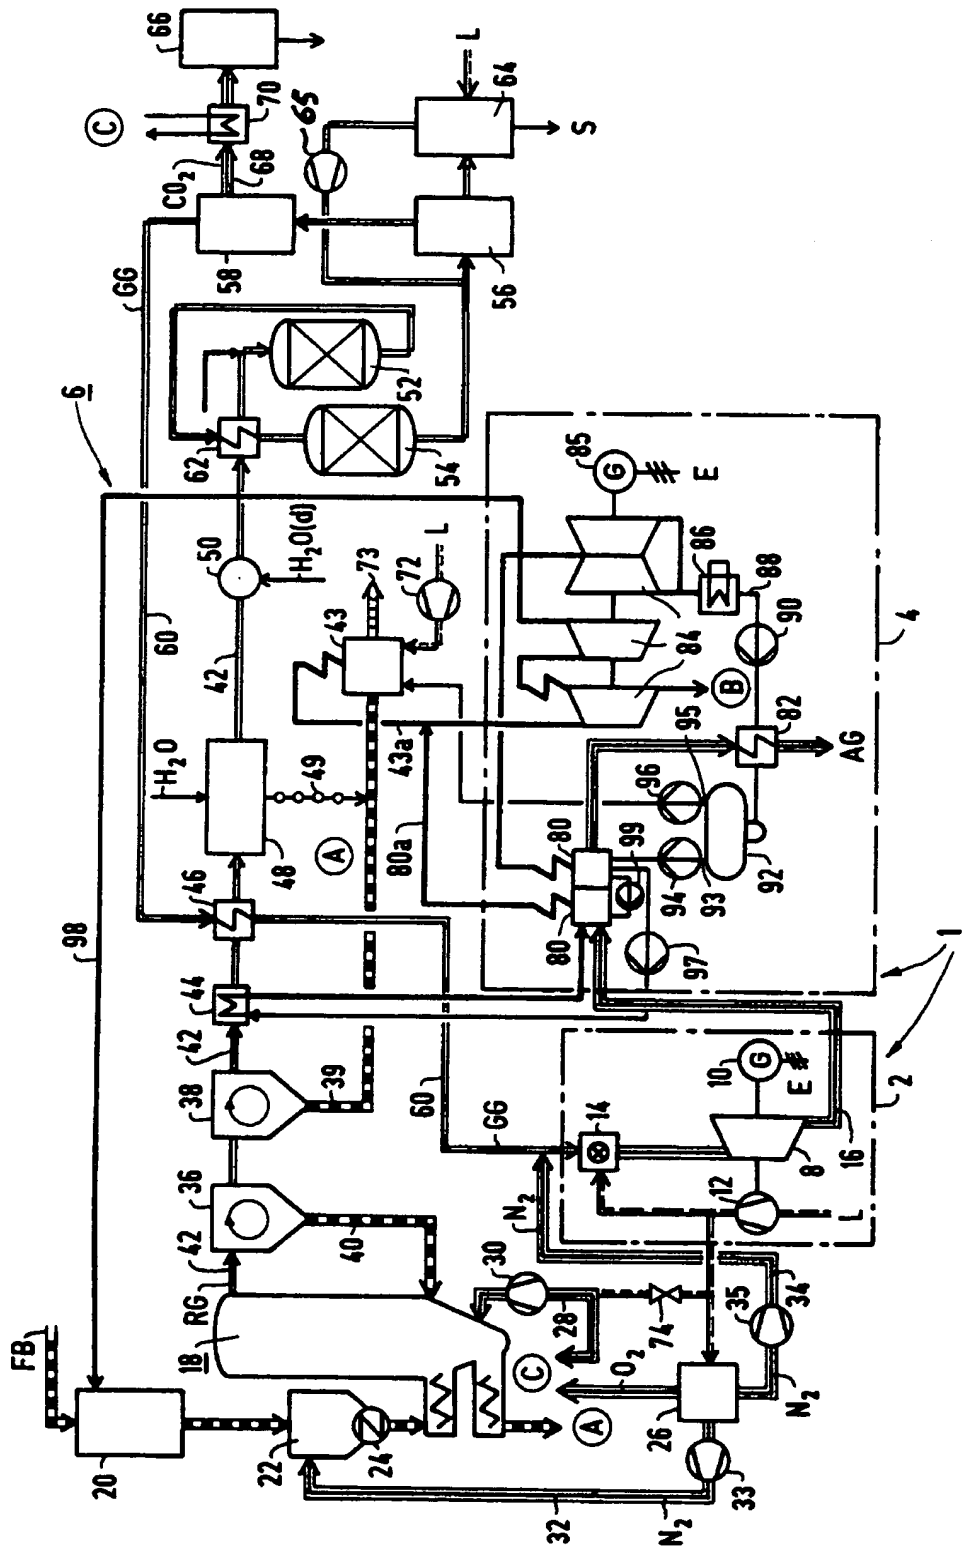 FB
98
6
66
C
20
GG
60
H₂O
CO₂
18
RG
42
36
42
38
44
46
42
50
62
58
68
70
22
48
H₂O(d)
65
49
A
43
24
40
39
73
52
72
L
80a
43a
54
60
L
30
GG
N₂
64
56
S
C
28
O₂
32
A
14
80
80
99
96
95
85
G
E
74
26
12
10
G
E
97
94
93
84
B
86
N₂
33
35
34
N₂
8
16
L
92
82
90
88
AG
2
4
1